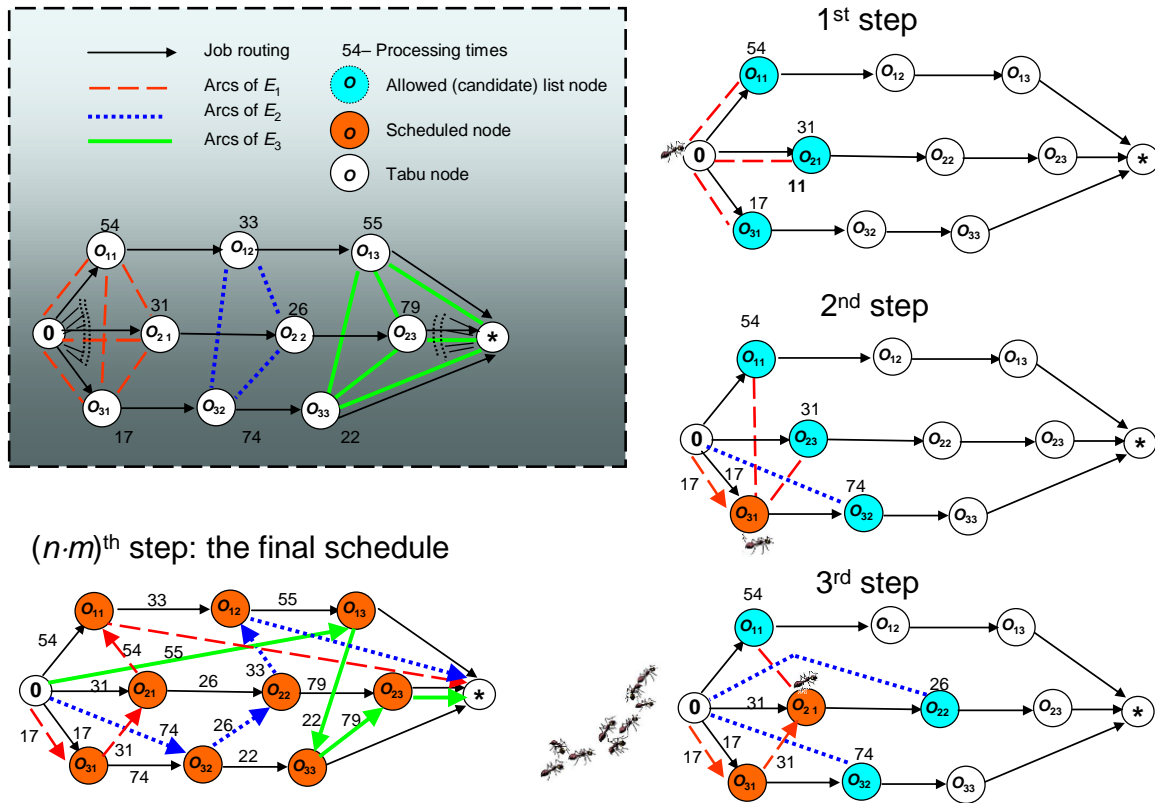 Job routing
54– Processing times
Arcs of E1
O
Allowed (candidate) list node
Arcs of E2
O
Scheduled node
Arcs of E3
O
Tabu node
54
33
55
O11
O12
O13
31
26
79
0
O2 1
O2 2
O23
*
O31
O32
O33
17
74
22
1st step
54
O11
O12
O13
31
0
O21
O22
O23
*
11
17
O31
O32
O33
2nd step
54
O11
O12
O13
31
0
O23
O22
O23
*
17
17
74
O31
O32
O33
3rd step
54
O11
O12
O13
26
0
31
O2 1
O22
O23
*
17
17
31
74
O31
O32
O33
(n·m)th step: the final schedule
O11
33
O12
55
O13
54
54
55
33
0
31
O21
26
O22
79
O23
*
17
17
31
74
26
22
79
O31
74
O32
22
O33